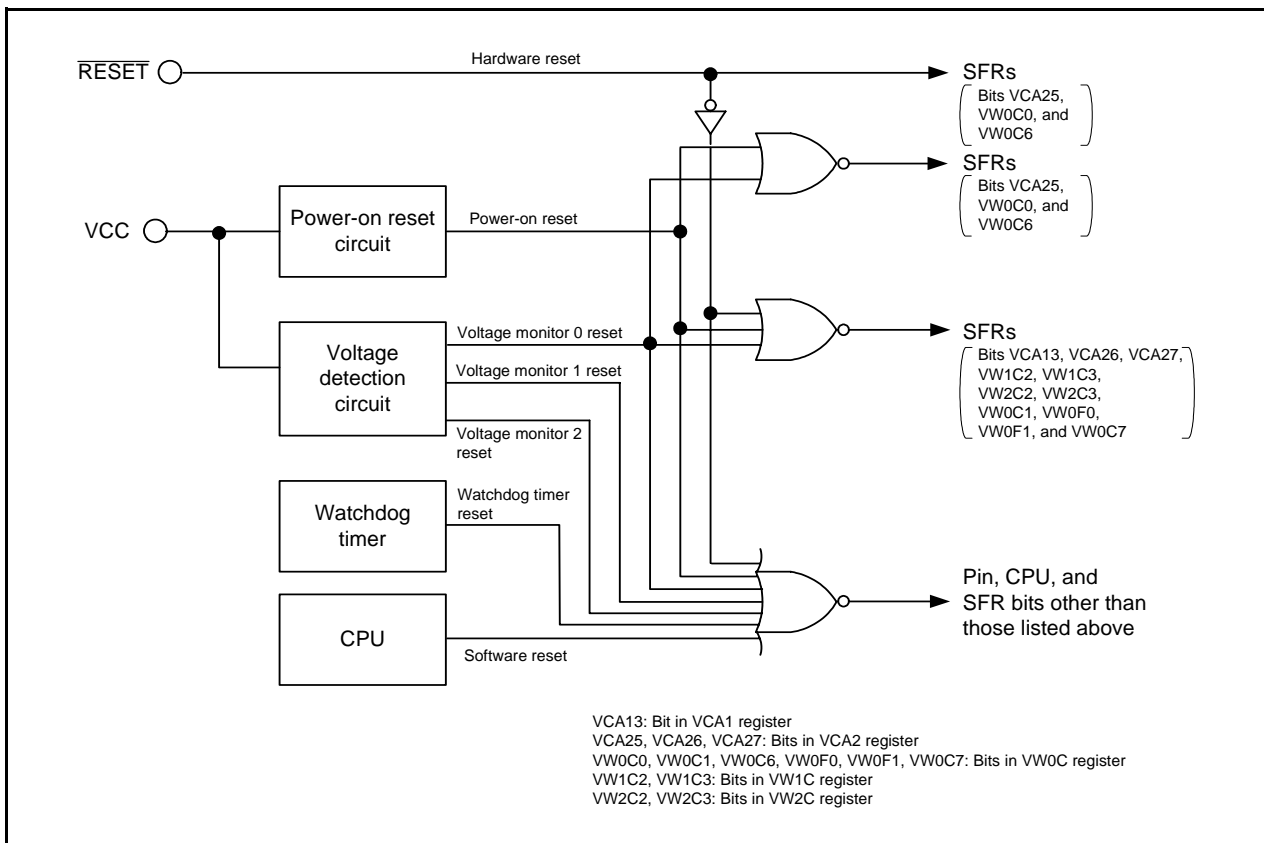 RESET
Hardware reset
SFRs
Bits VCA25,
VW0C0, and
VW0C6
SFRs
Bits VCA25,
VW0C0, and
VW0C6
VCC
Power-on reset
circuit
Power-on reset
Voltage
detection
circuit
Voltage monitor 0 reset
Voltage monitor 1 reset
Voltage monitor 2
reset
SFRs
Bits VCA13, VCA26, VCA27,
VW1C2, VW1C3,
VW2C2, VW2C3,
VW0C1, VW0F0,
VW0F1, and VW0C7
Watchdog
timer
Watchdog timer
reset
CPU
Software reset
Pin, CPU, and
SFR bits other than
those listed above
VCA13: Bit in VCA1 register
VCA25, VCA26, VCA27: Bits in VCA2 register
VW0C0, VW0C1, VW0C6, VW0F0, VW0F1, VW0C7: Bits in VW0C register
VW1C2, VW1C3: Bits in VW1C register
VW2C2, VW2C3: Bits in VW2C register